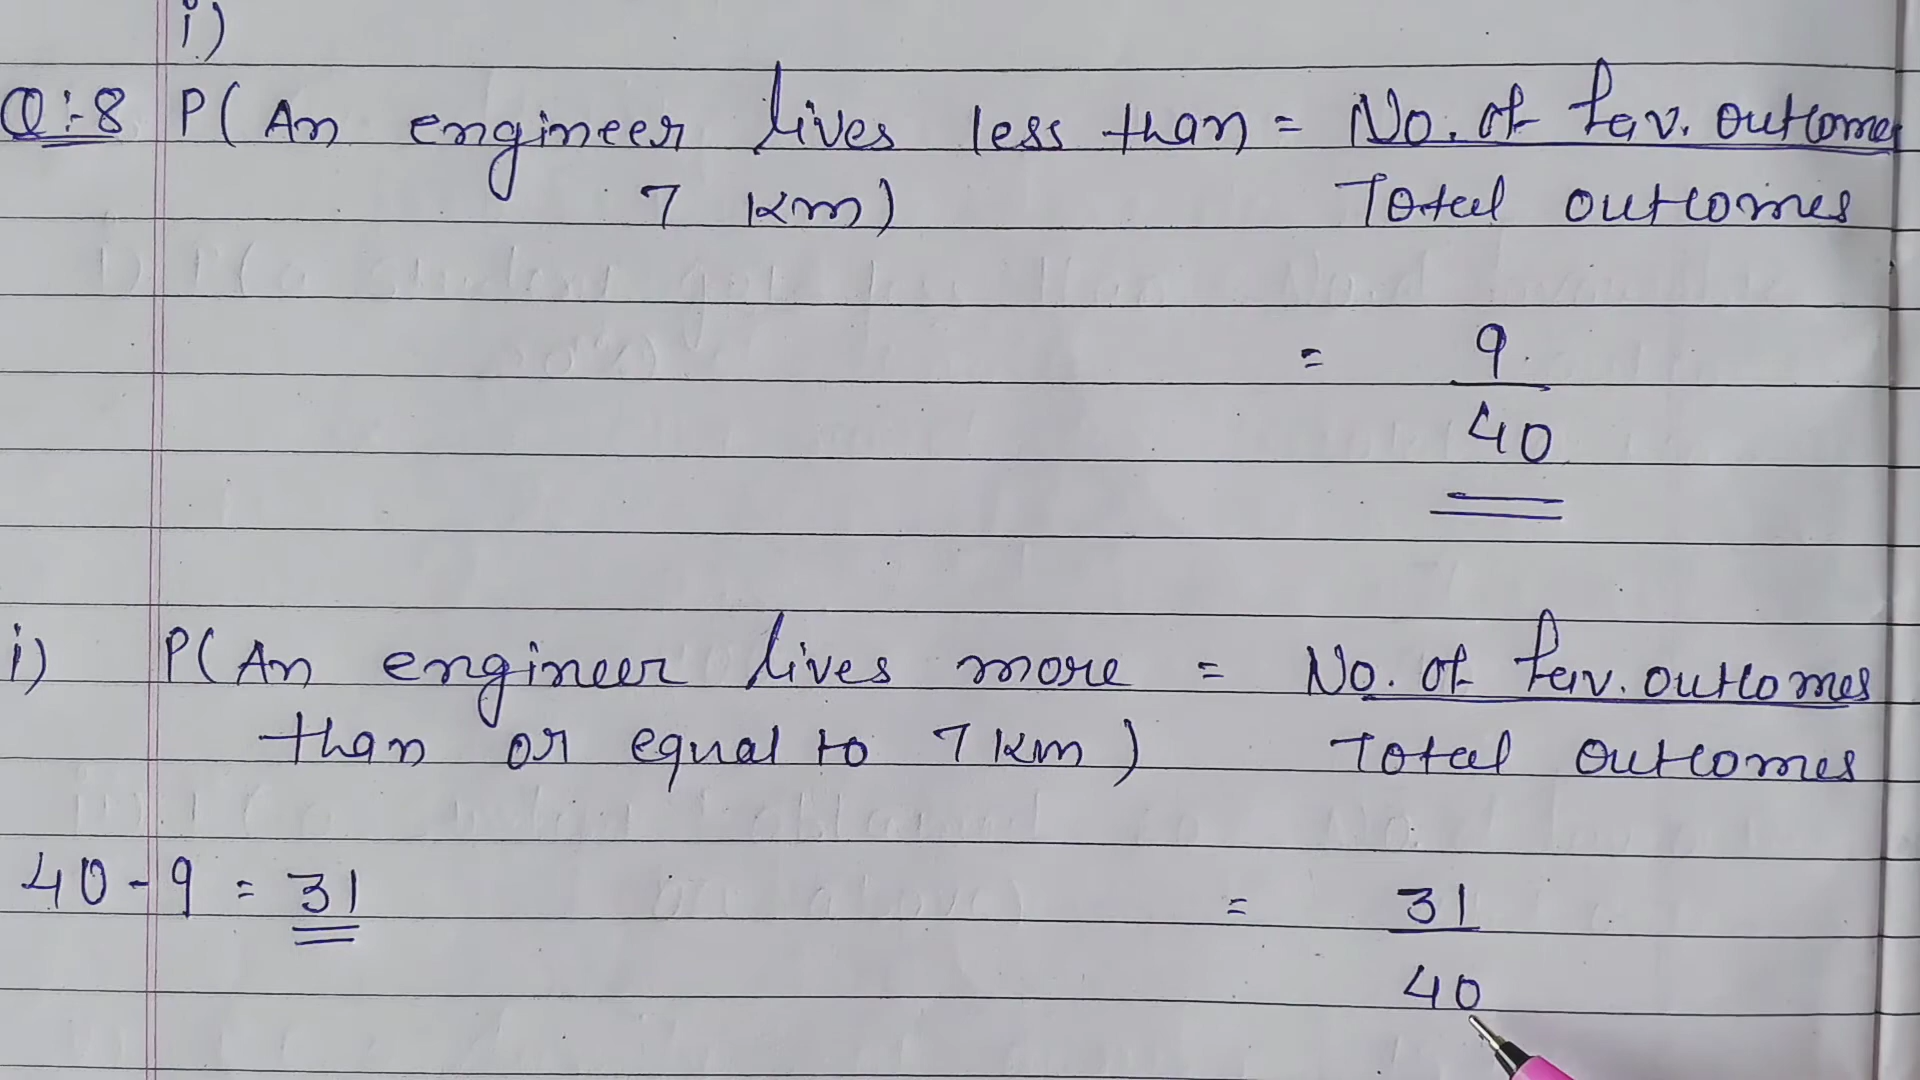 i)
Q:-8 P(An engineer lives less than = No. of fav. outcomes
7 km) Total outcomes
= 9
40
i) P(An engineer lives more = No. of fav. outcomes
than or equal to 7 km) Total outcomes
40-9 = 31 = 31
40